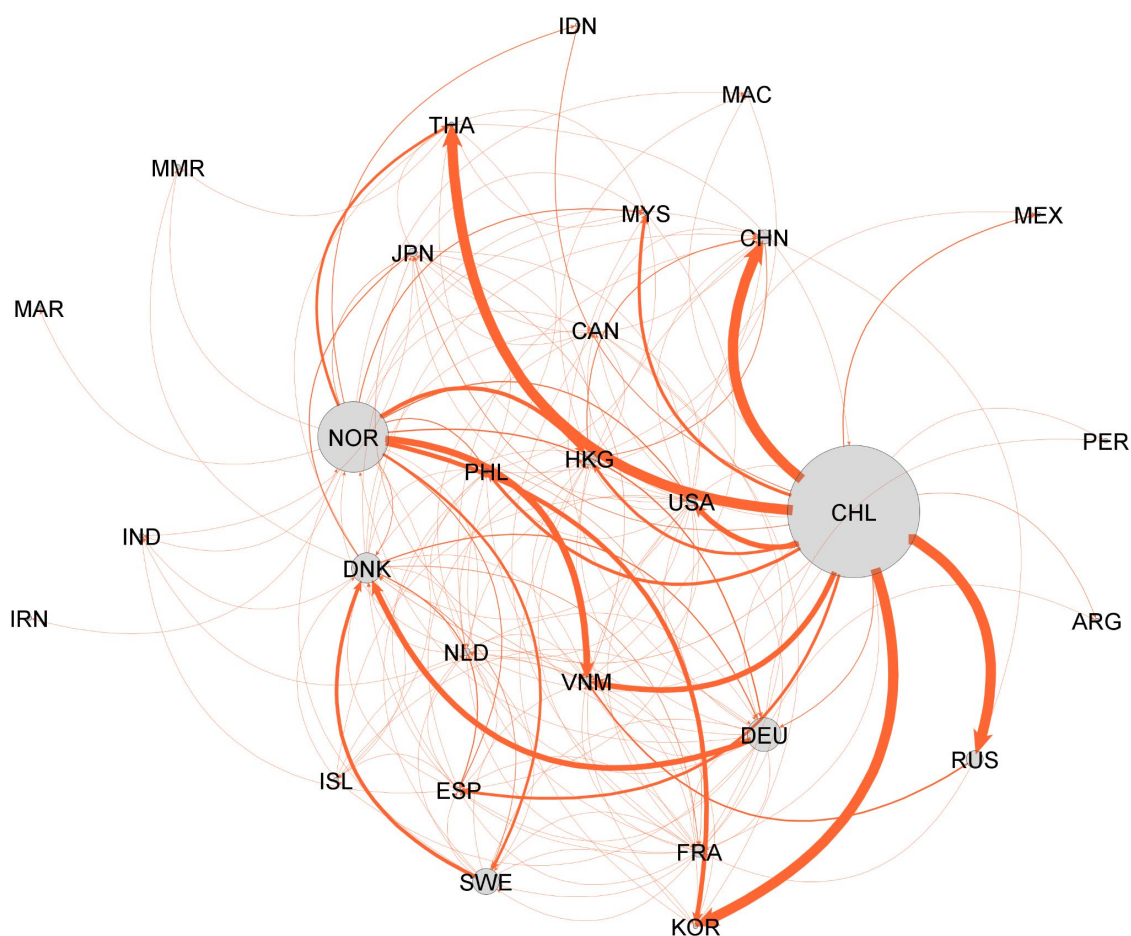 IDN
MAC
THA
MMR
MYS
MEX
CHN
JPN
MAR
CAN
NOR
PER
HKG
PHL
USA
CHL
IND
DNK
IRN
ARG
NLD
VNM
DEU
RUS
ISL
ESP
FRA
SWE
KOR